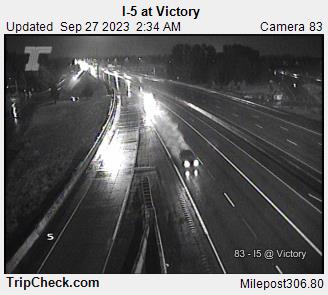 I-5 at Victory
Updated Sep 27 2023 2:34 AM Camera 83
T
S
83 - I5 @ Victory
TripCheck.com Milepost306.80